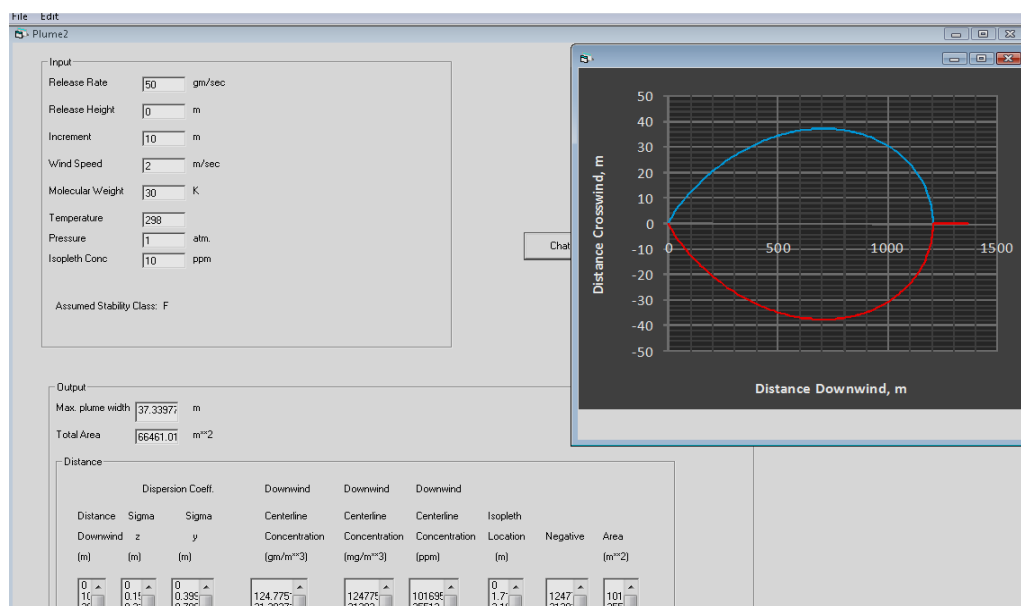 File Edit
Plume2
Input
Release Rate 50 gm/sec
Release Height 0 m
Increment 10 m
Wind Speed 2 m/sec
Molecular Weight 30 K
Temperature 298
Pressure 1 atm.
Isopleth Conc 10 ppm
Assumed Stability Class: F
Chat
50
40
30
20
10
0
-10
-20
-30
-40
-50
0 500 1000 1500
Distance Crosswind, m
Distance Downwind, m
Output
Max. plume width 37.3397 m
Total Area 66461.01 m**2
Distance
Dispersion Coeff. Downwind Downwind Downwind
Distance Sigma Sigma Centerline Centerline Centerline Isopleth
Downwind z y Concentration Concentration Concentration Location Negative Area
(m) (m) (m) (gm/m**3) (mg/m**3) (ppm) (m) (m**2)
0 0 0 0
124.775 124775 101695 1247 101